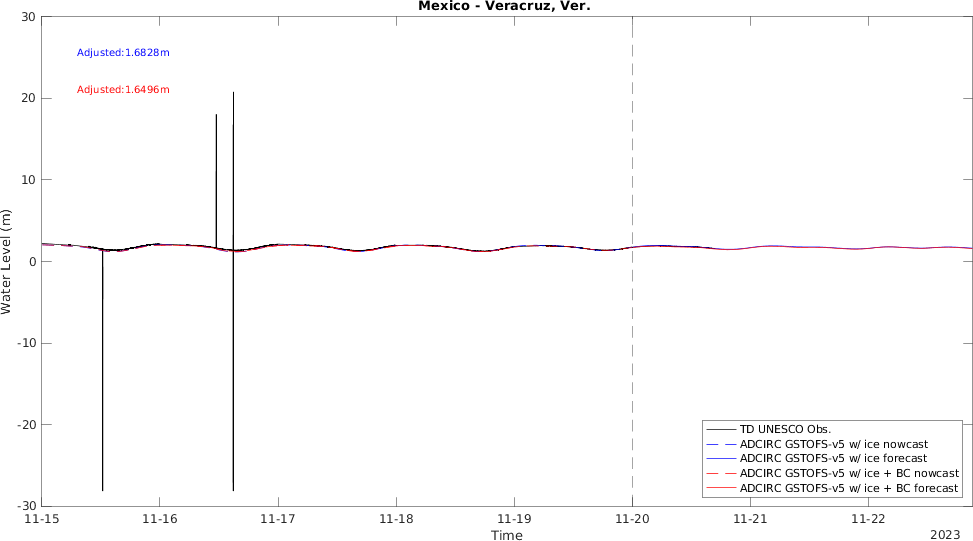 Mexico - Veracruz, Ver.
30
Adjusted:1.6828m
Adjusted:1.6496m
20
10
0
-10
-20
-30
Water Level (m)
TD UNESCO Obs.
ADCIRC GSTOFS-v5 w/ ice nowcast
ADCIRC GSTOFS-v5 w/ ice forecast
ADCIRC GSTOFS-v5 w/ ice + BC nowcast
ADCIRC GSTOFS-v5 w/ ice + BC forecast
11-15 11-16 11-17 11-18 11-19 11-20 11-21 11-22
Time
2023